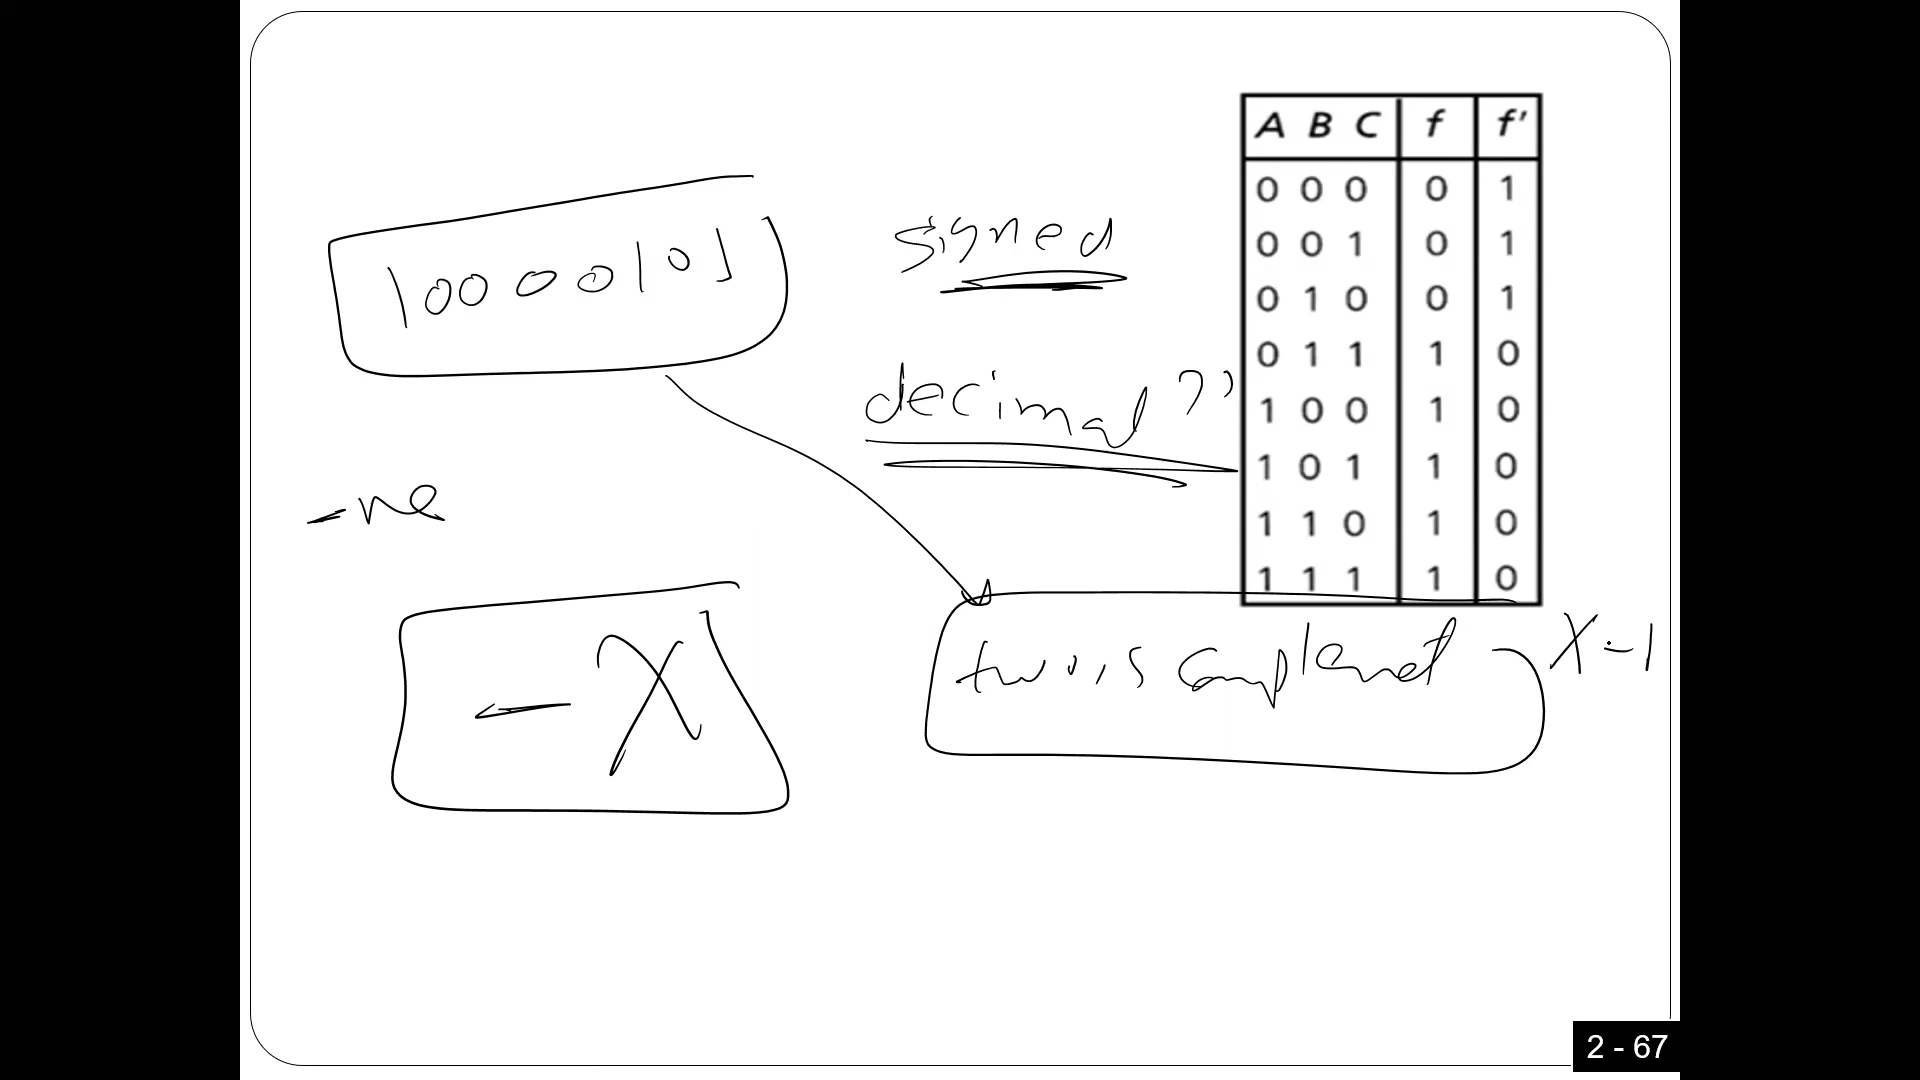 A B C f f'
0 0 0 0 1
0 0 1 0 1
0 1 0 0 1
0 1 1 1 0
1 0 0 1 0
1 0 1 1 0
1 1 0 1 0
1 1 1 1 0
10000101
signed
decimal ??
-ve
- X
X = 1
2 - 67